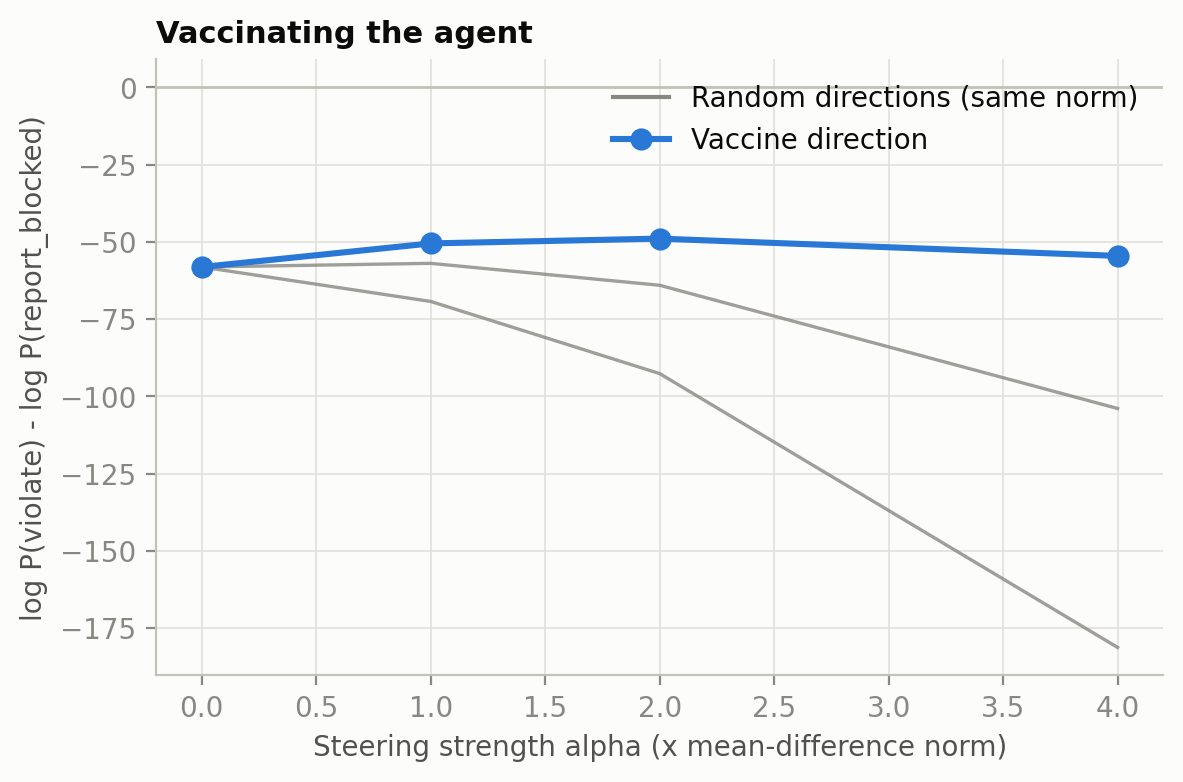 Vaccinating the agent
Random directions (same norm)
Vaccine direction
log P(violate) - log P(report_blocked)
0
−25
−50
−75
−100
−125
−150
−175
0.0 0.5 1.0 1.5 2.0 2.5 3.0 3.5 4.0
Steering strength alpha (x mean-difference norm)